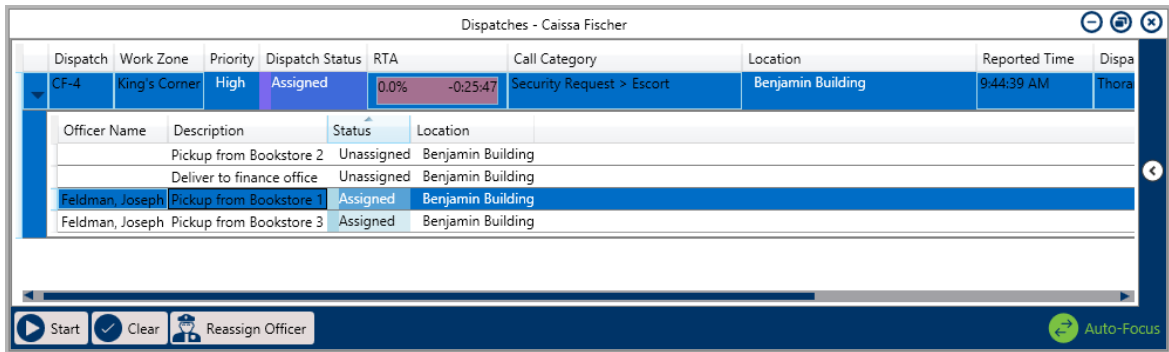 Dispatches - Caissa Fischer
Dispatch Work Zone Priority Dispatch Status RTA Call Category Location Reported Time Dispa
CF-4 King's Corner High Assigned 0.0% -0:25:47 Security Request > Escort Benjamin Building 9:44:39 AM Thora
Officer Name Description Status Location
Pickup from Bookstore 2 Unassigned Benjamin Building
Deliver to finance office Unassigned Benjamin Building
Feldman, Joseph Pickup from Bookstore 1 Assigned Benjamin Building
Feldman, Joseph Pickup from Bookstore 3 Assigned Benjamin Building
Start Clear Reassign Officer Auto-Focus